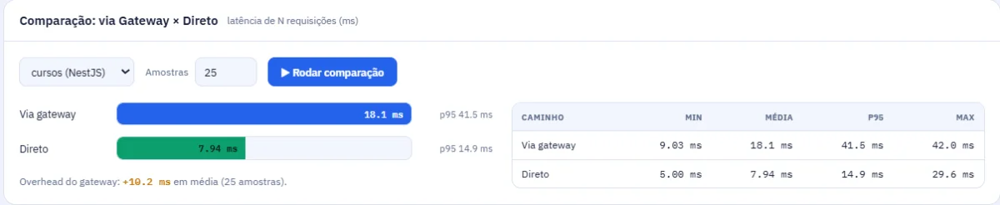 Comparação: via Gateway × Direto latência de N requisições (ms)
cursos (NestJS) Amostras 25 ▶ Rodar comparação
Via gateway 18.1 ms p95 41.5 ms
Direto 7.94 ms p95 14.9 ms
Overhead do gateway: +10.2 ms em média (25 amostras).
CAMINHO MIN MÉDIA P95 MAX
Via gateway 9.03 ms 18.1 ms 41.5 ms 42.0 ms
Direto 5.00 ms 7.94 ms 14.9 ms 29.6 ms